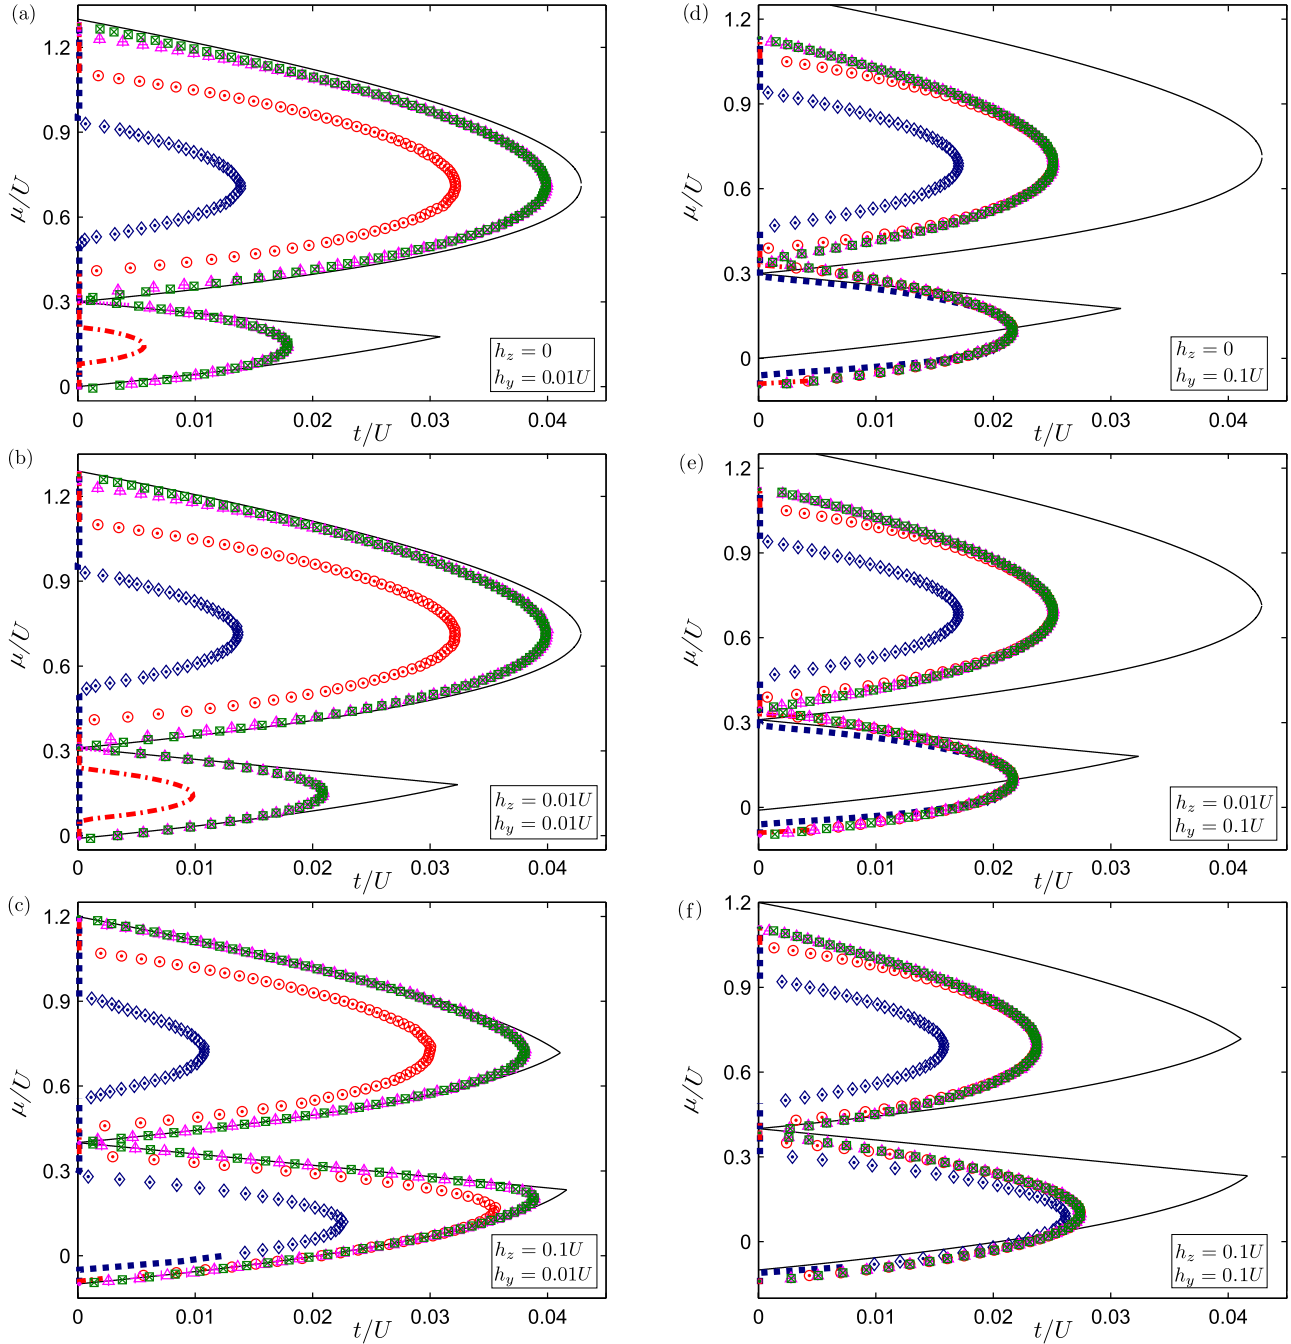 (a)
1.2
0.9
0.6
0.3
0
μ/U
h_z = 0
h_y = 0.01U
0 0.01 0.02 0.03 0.04
t/U
(d)
1.2
0.9
0.6
0.3
0
μ/U
h_z = 0
h_y = 0.1U
0 0.01 0.02 0.03 0.04
t/U
(b)
1.2
0.9
0.6
0.3
0
μ/U
h_z = 0.01U
h_y = 0.01U
0 0.01 0.02 0.03 0.04
t/U
(e)
1.2
0.9
0.6
0.3
0
μ/U
h_z = 0.01U
h_y = 0.1U
0 0.01 0.02 0.03 0.04
t/U
(c)
1.2
0.9
0.6
0.3
0
μ/U
h_z = 0.1U
h_y = 0.01U
0 0.01 0.02 0.03 0.04
t/U
(f)
1.2
0.9
0.6
0.3
0
μ/U
h_z = 0.1U
h_y = 0.1U
0 0.01 0.02 0.03 0.04
t/U